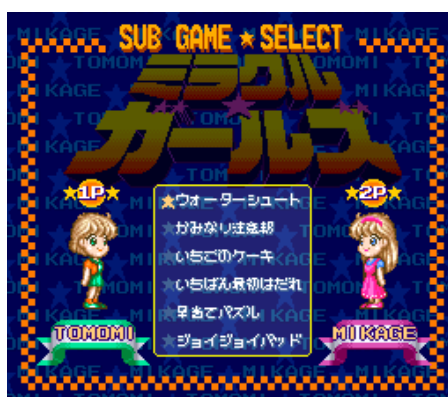 SUB GAME★SELECT
ミラクル
ガールズ
1P
2P
★ウォーターシュート
★かみなり注意報
★いちごのケーキ
★いちばん最初はだれ
★早当てパズル
★ジョイジョイパッド
TOMOMI
MIKAGE